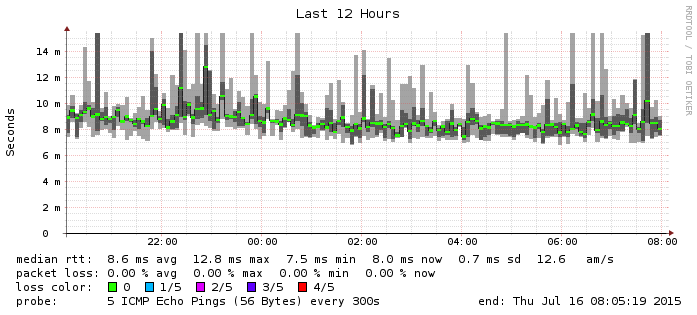 Last 12 Hours
RRDTOOL / TOBI OETIKER
Seconds
14 m
12 m
10 m
8 m
6 m
4 m
2 m
0
22:00 00:00 02:00 04:00 06:00 08:00
median rtt: 8.6 ms avg 12.8 ms max 7.5 ms min 8.0 ms now 0.7 ms sd 12.6 am/s
packet loss: 0.00 % avg 0.00 % max 0.00 % min 0.00 % now
loss color: 0 1/5 2/5 3/5 4/5
probe: 5 ICMP Echo Pings (56 Bytes) every 300s end: Thu Jul 16 08:05:19 2015